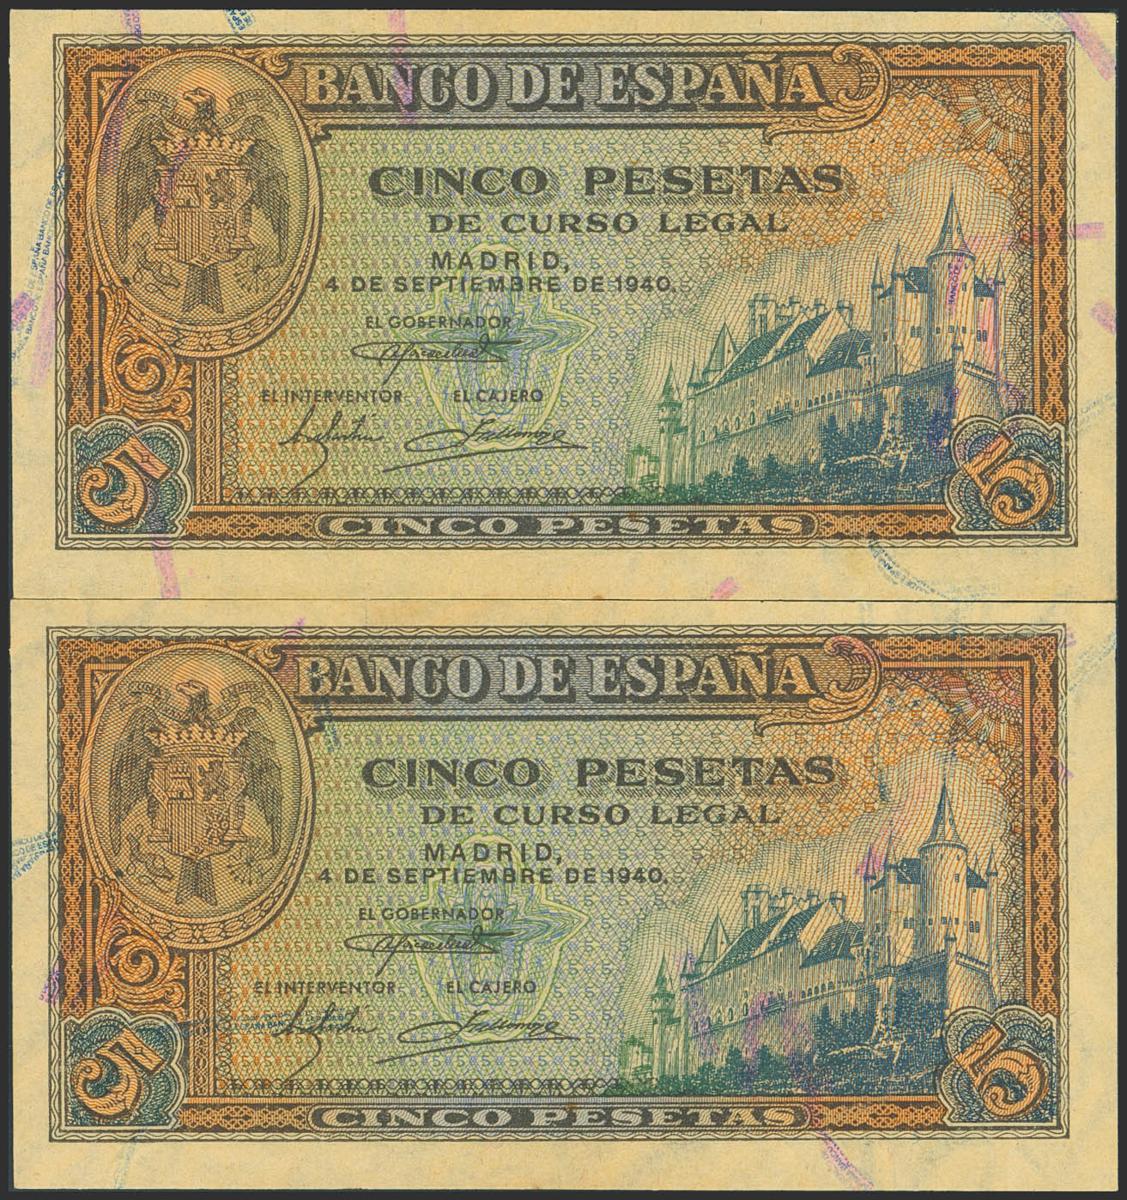 BANCO DE ESPAÑA
CINCO PESETAS
DE CURSO LEGAL
MADRID,
4 DE SEPTIEMBRE DE 1940.
EL GOBERNADOR
EL INTERVENTOR EL CAJERO
5 5
CINCO PESETAS
BANCO DE ESPAÑA
CINCO PESETAS
DE CURSO LEGAL
MADRID,
4 DE SEPTIEMBRE DE 1940.
EL GOBERNADOR
EL INTERVENTOR EL CAJERO
5 5
CINCO PESETAS